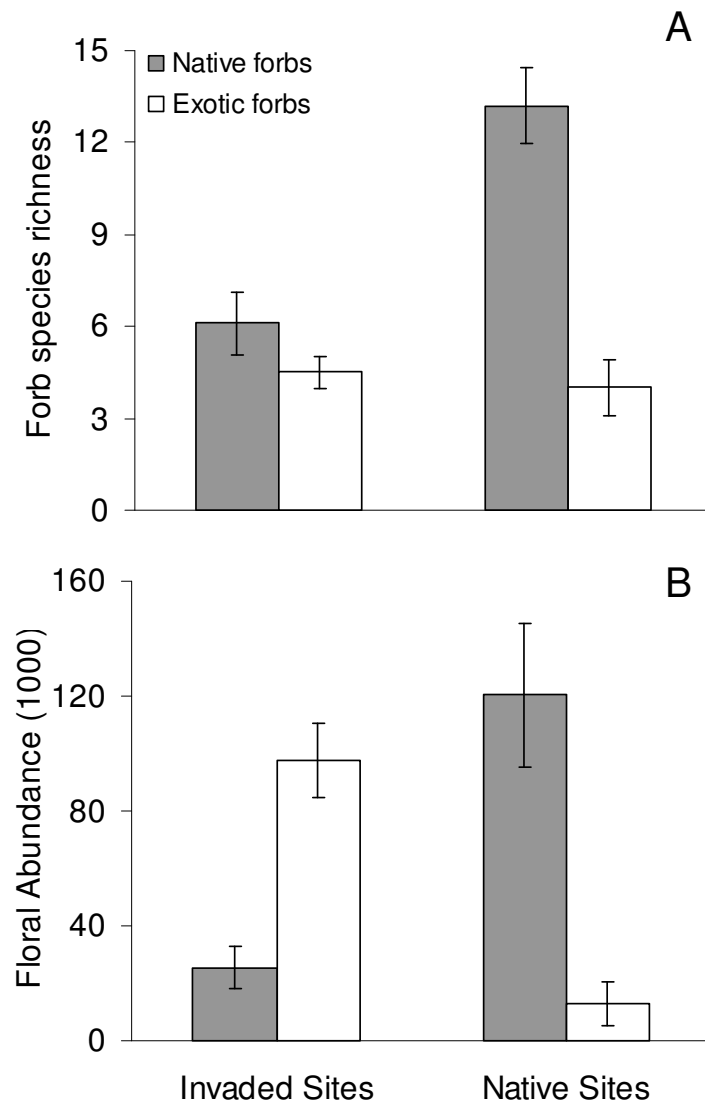 A
15
12
9
6
3
0
Forb species richness
Native forbs
Exotic forbs
B
160
120
80
40
0
Floral Abundance (1000)
Invaded Sites
Native Sites